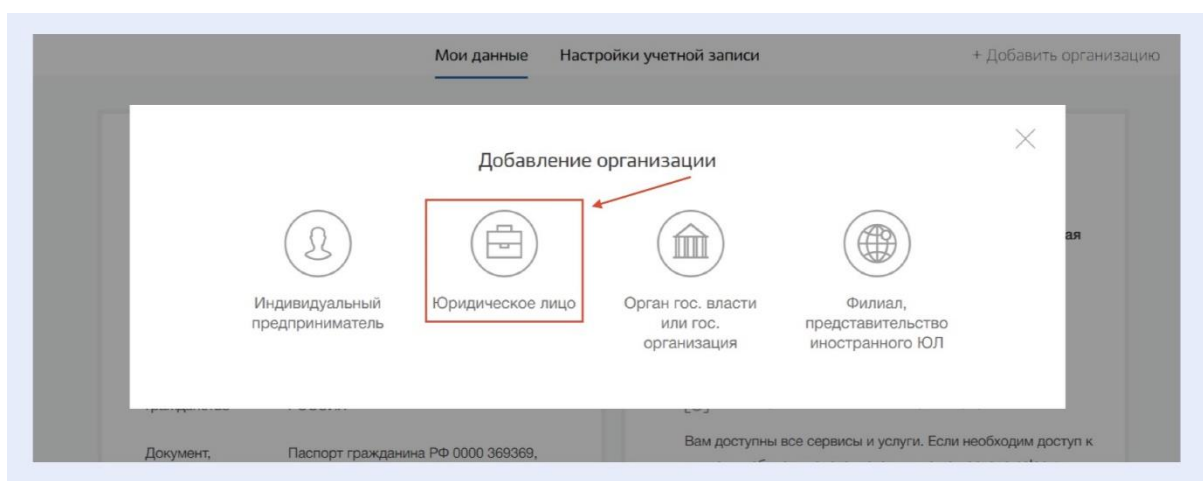 Мои данные Настройки учетной записи + Добавить организацию
Добавление организации
ая
Индивидуальный
предприниматель
Юридическое лицо
Орган гос. власти
или гос.
организация
Филиал,
представительство
иностранного ЮЛ
Документ, Паспорт гражданина РФ 0000 369369,
Вам доступны все сервисы и услуги. Если необходим доступ к